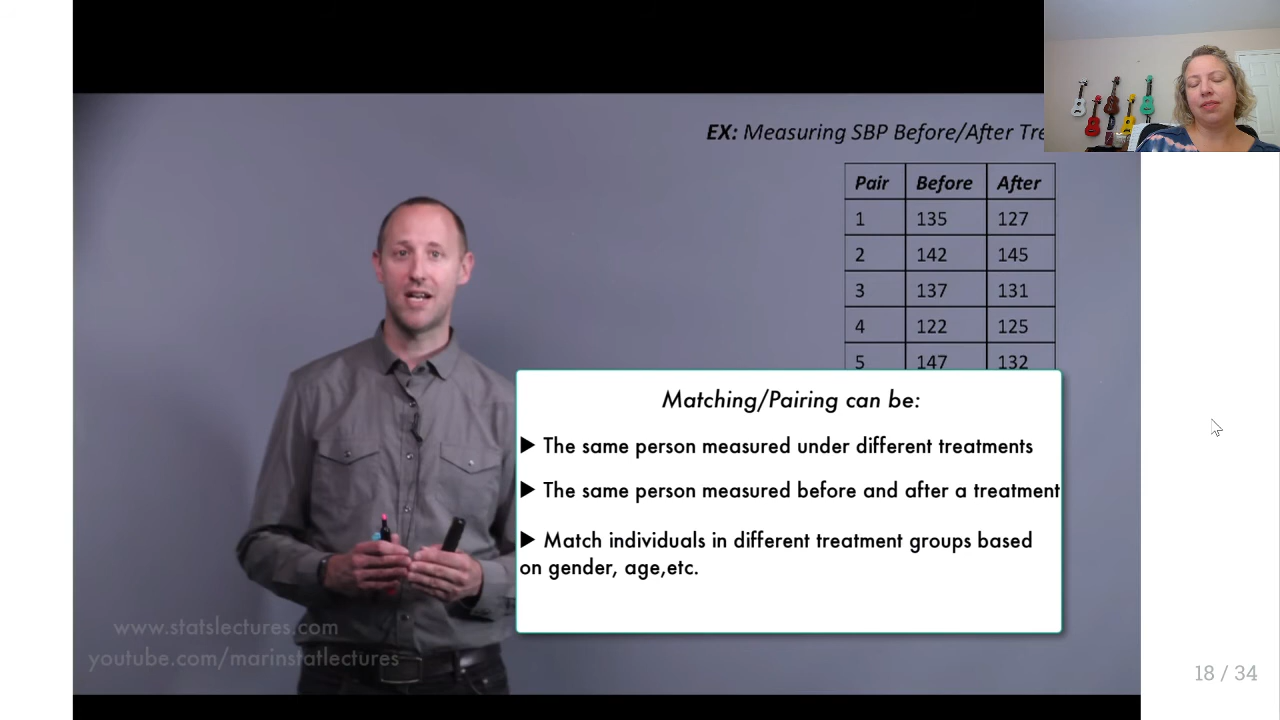 EX: Measuring SBP Before/After Tre
Pair Before After
1 135 127
2 142 145
3 137 131
4 122 125
5 147 132
Matching/Pairing can be:
▶ The same person measured under different treatments
▶ The same person measured before and after a treatment
▶ Match individuals in different treatment groups based
on gender, age,etc.
www.statslectures.com
youtube.com/marinstatlectures
18 / 34